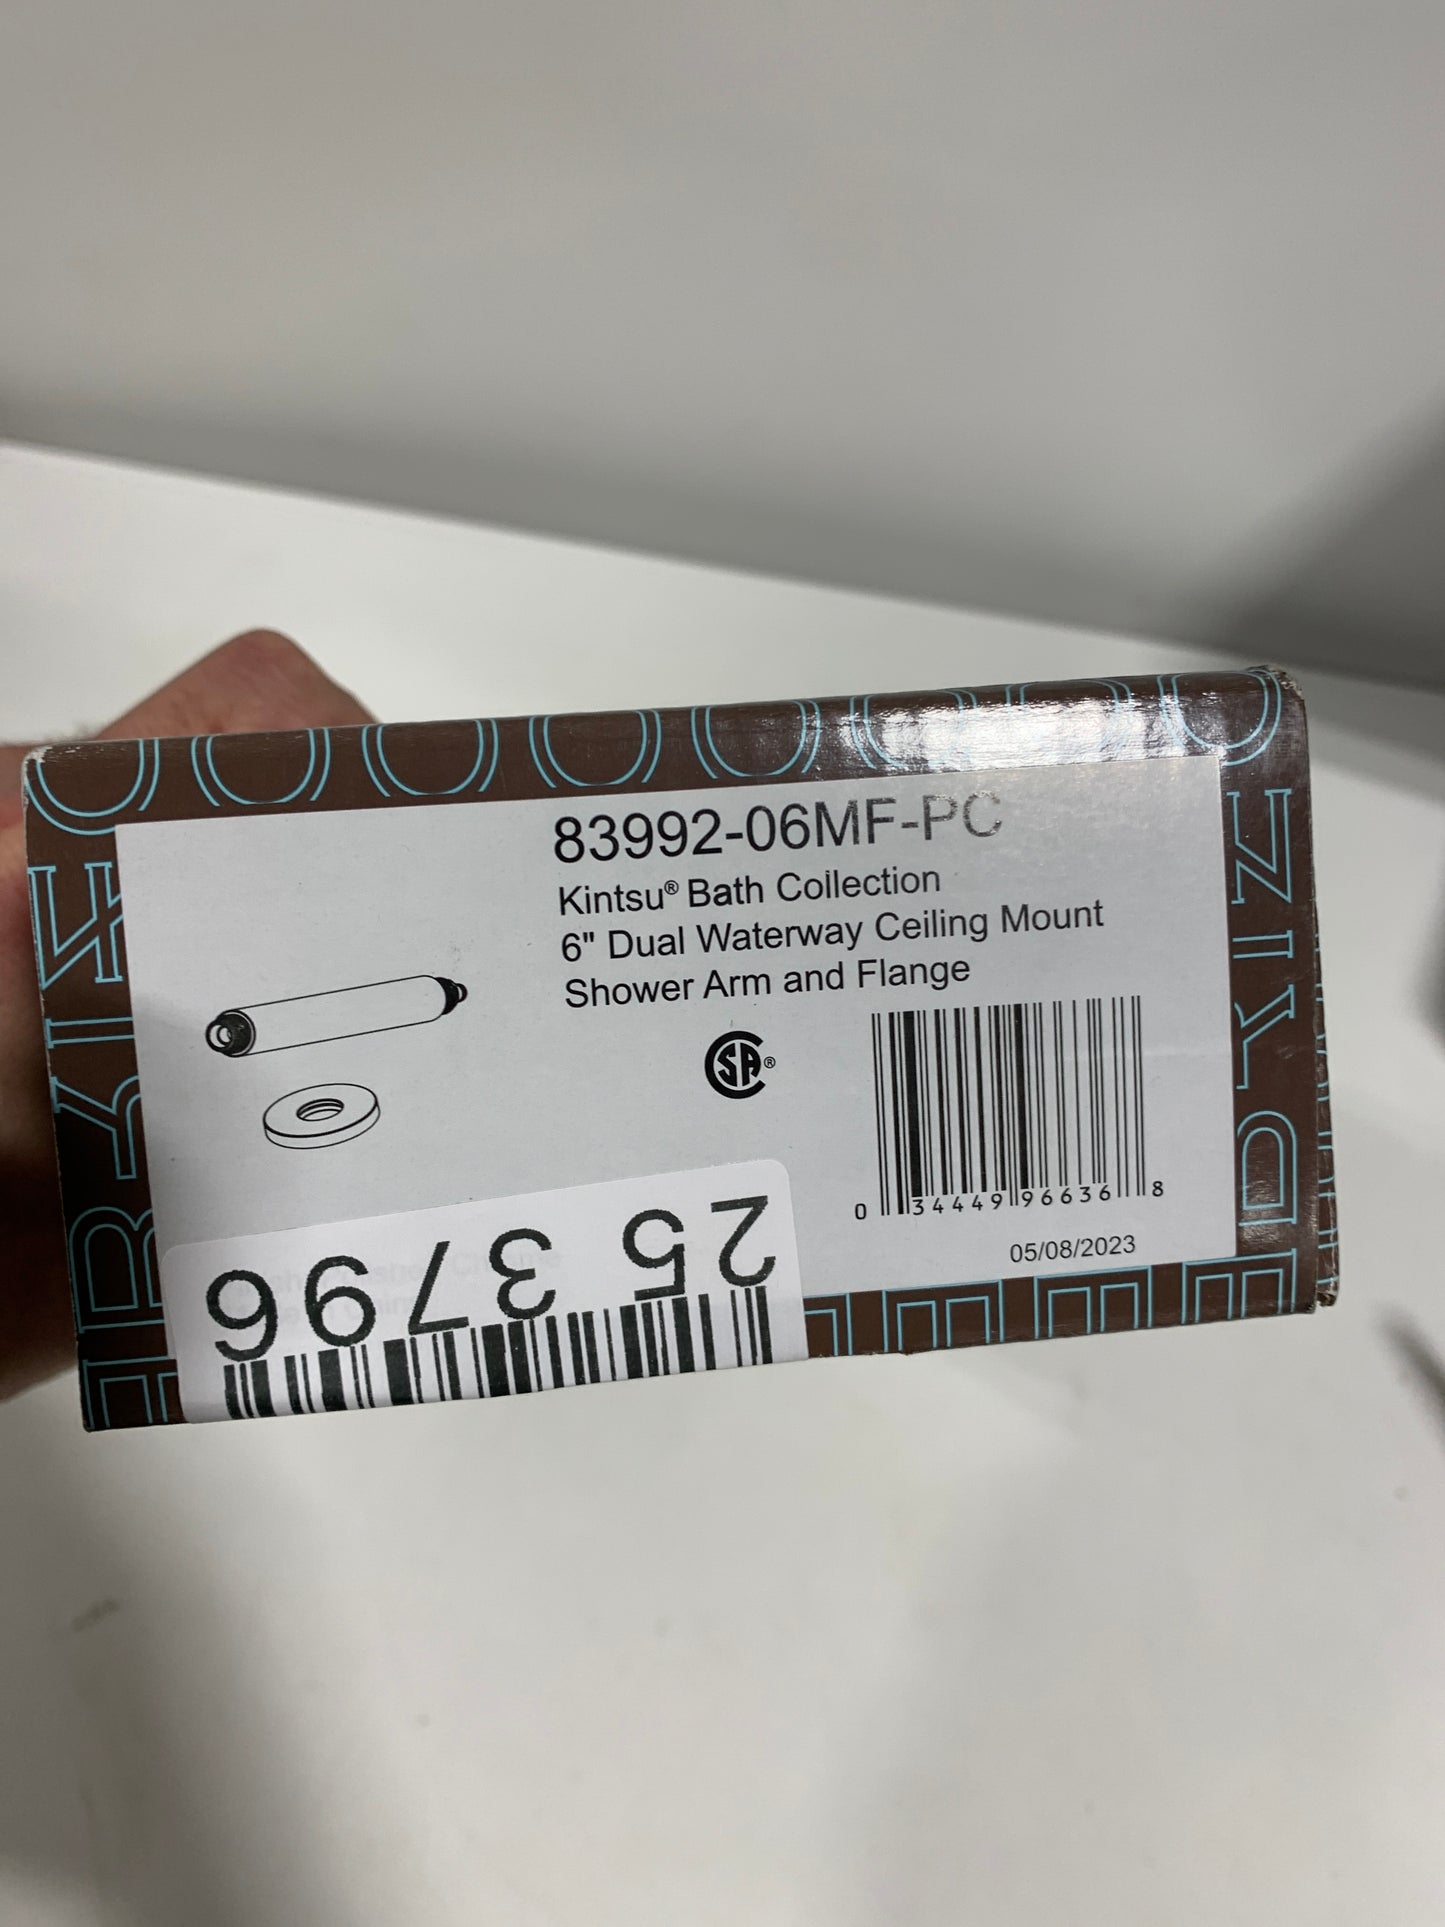 83992-06MF-PC
Kintsu® Bath Collection
6" Dual Waterway Ceiling Mount
Shower Arm and Flange
CSA®
0 34449 96636 8
05/08/2023
25 3796